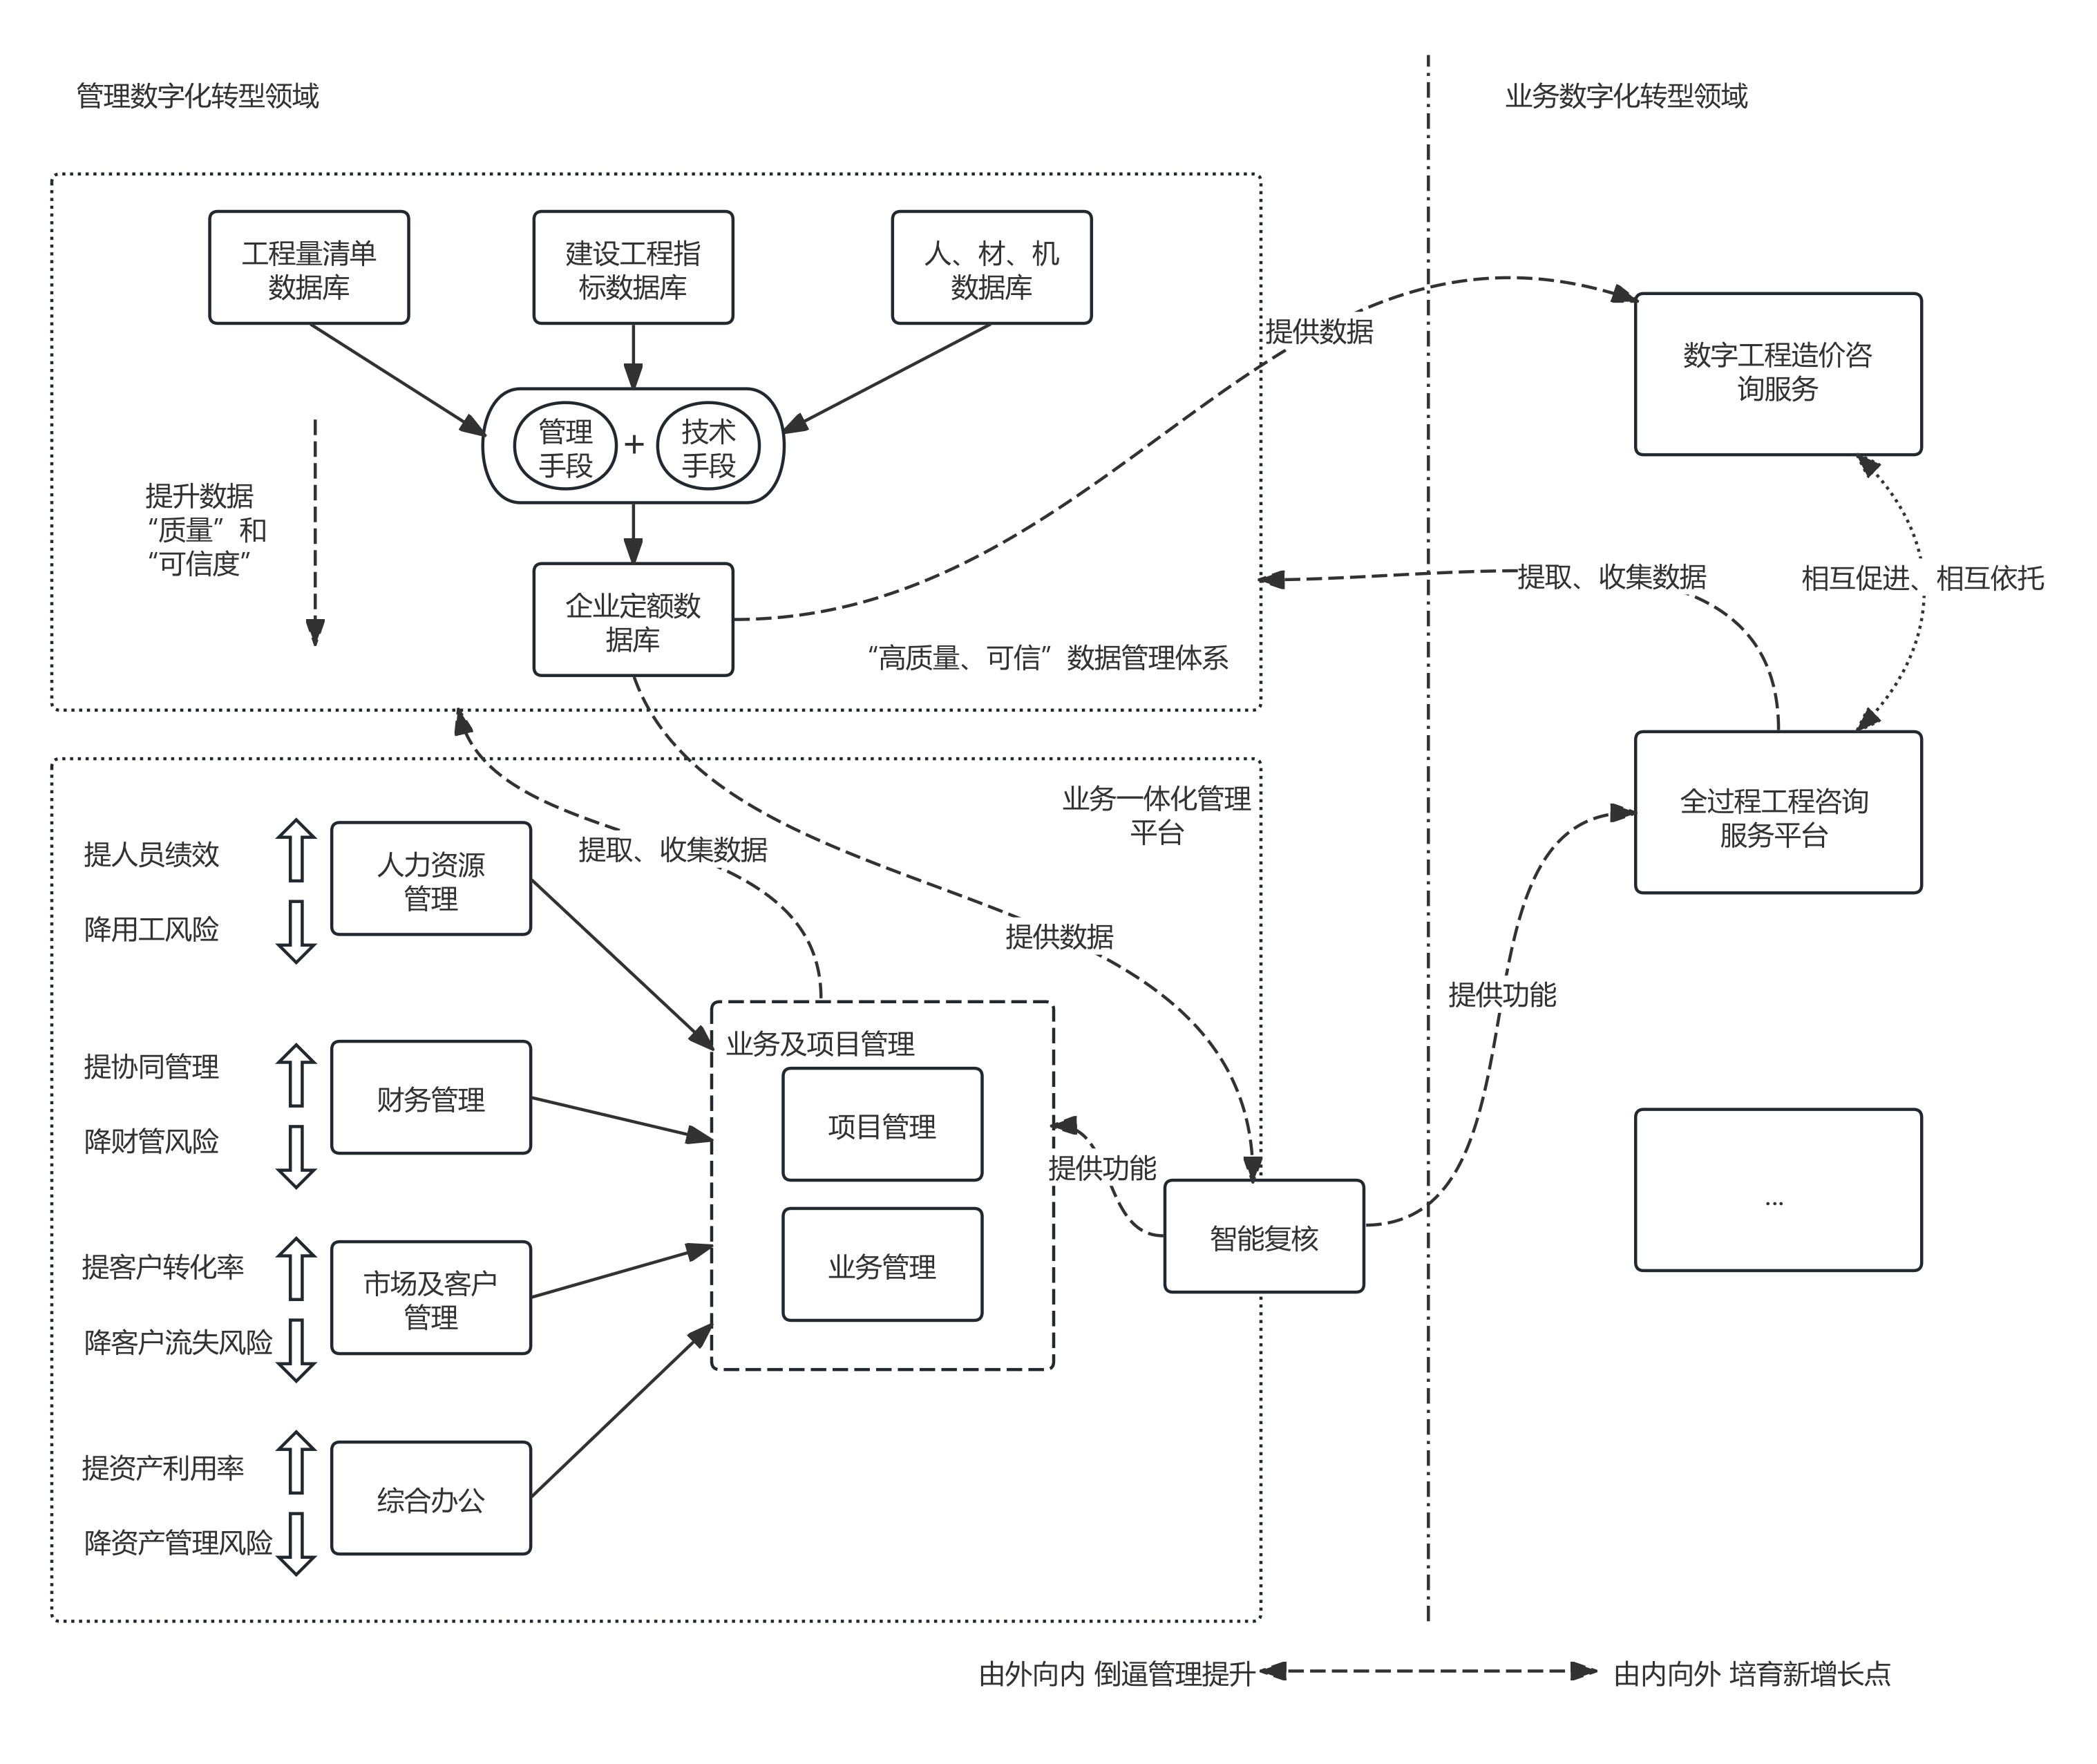 管理数字化转型领域
业务数字化转型领域
工程量清单
数据库
建设工程指
标数据库
人、材、机
数据库
提供数据
数字工程造价咨
询服务
管理
手段
+
技术
手段
提升数据
“质量”和
“可信度”
企业定额数
据库
“高质量、可信”数据管理体系
提取、收集数据
相互促进、相互依托
业务一体化管理
平台
全过程工程咨询
服务平台
提人员绩效
降用工风险
人力资源
管理
提取、收集数据
提供数据
提供功能
业务及项目管理
提协同管理
降财管风险
财务管理
项目管理
提供功能
智能复核
...
业务管理
提客户转化率
降客户流失风险
市场及客户
管理
提资产利用率
降资产管理风险
综合办公
由外向内 倒逼管理提升
由内向外 培育新增长点